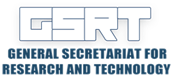 GSRT
GENERAL SECRETARIAT FOR
RESEARCH AND TECHNOLOGY